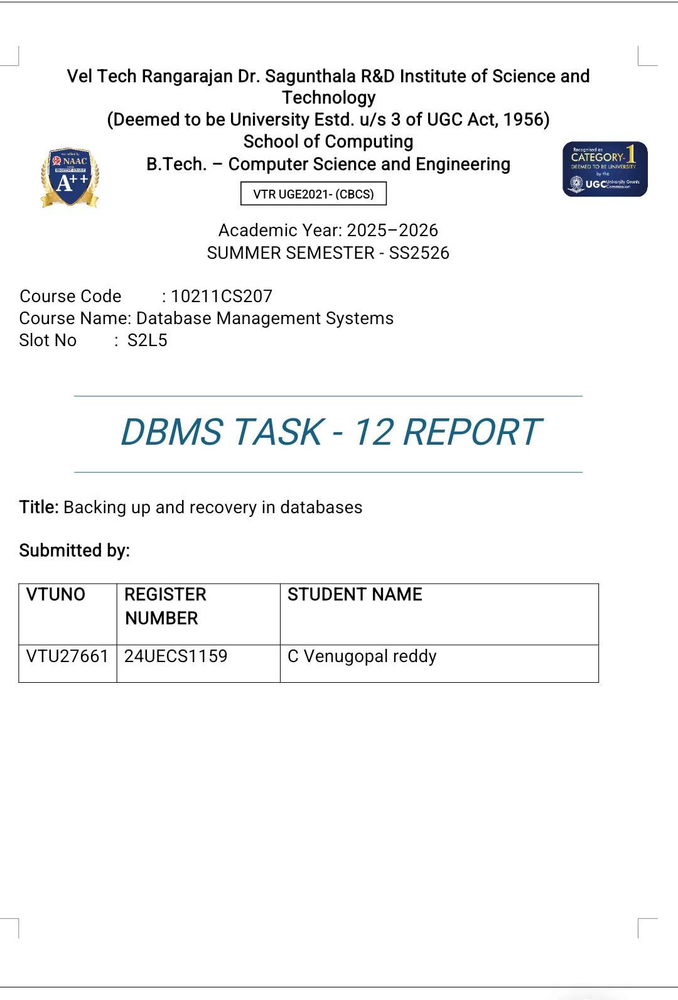 Vel Tech Rangarajan Dr. Sagunthala R&D Institute of Science and
Technology
(Deemed to be University Estd. u/s 3 of UGC Act, 1956)
School of Computing
B.Tech. – Computer Science and Engineering
NAAC
A++
Recognised as
CATEGORY-1
DEEMED TO BE UNIVERSITY
by the
UGC University Grants
Commission
VTR UGE2021- (CBCS)
Academic Year: 2025–2026
SUMMER SEMESTER - SS2526
Course Code : 10211CS207
Course Name: Database Management Systems
Slot No : S2L5
DBMS TASK - 12 REPORT
Title: Backing up and recovery in databases
Submitted by:
VTUNO REGISTER STUDENT NAME
NUMBER
VTU27661 24UECS1159 C Venugopal reddy